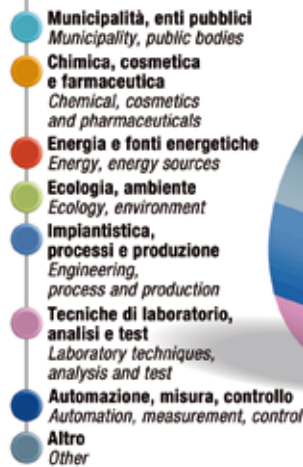 Municipalità, enti pubblici
Municipality, public bodies
Chimica, cosmetica
e farmaceutica
Chemical, cosmetics
and pharmaceuticals
Energia e fonti energetiche
Energy, energy sources
Ecologia, ambiente
Ecology, environment
Impiantistica,
processi e produzione
Engineering,
process and production
Tecniche di laboratorio,
analisi e test
Laboratory techniques,
analysis and test
Automazione, misura, controllo
Automation, measurement, control
Altro
Other